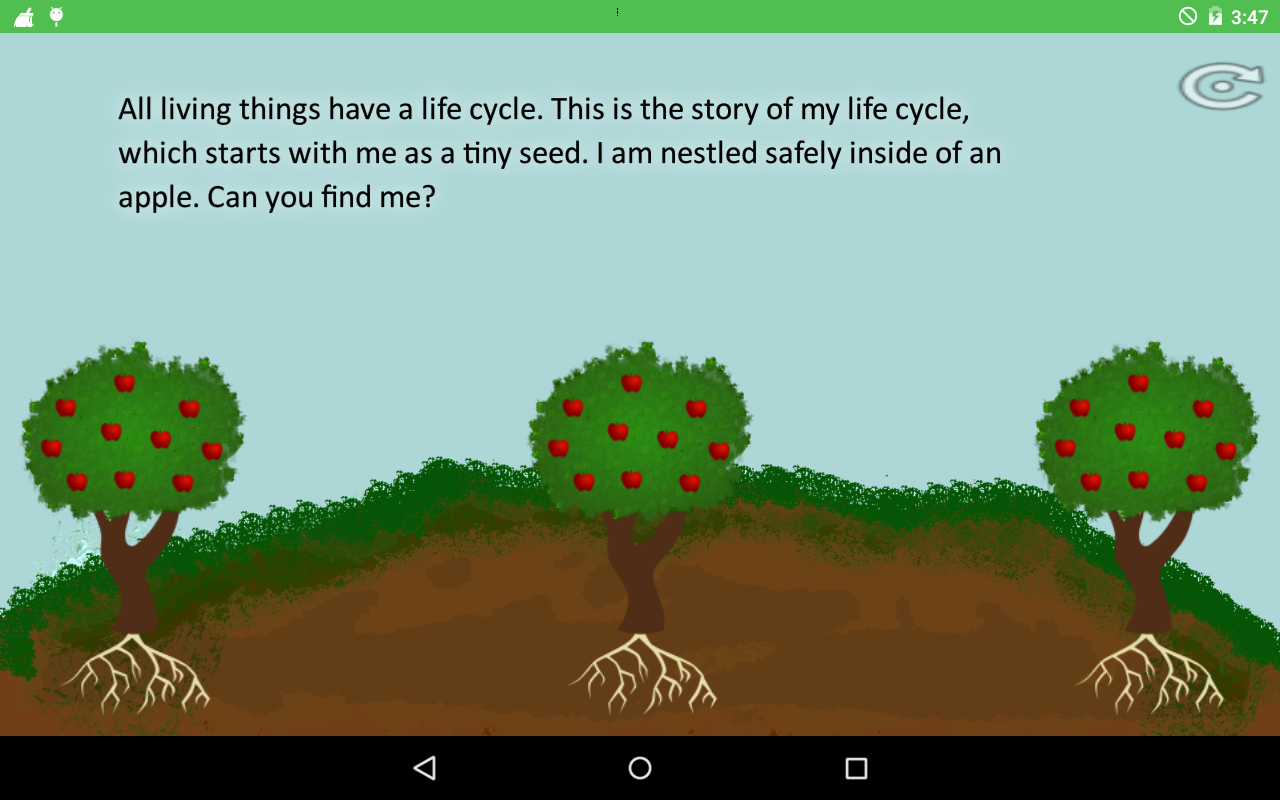 3:47
All living things have a life cycle. This is the story of my life cycle,
which starts with me as a tiny seed. I am nestled safely inside of an
apple. Can you find me?